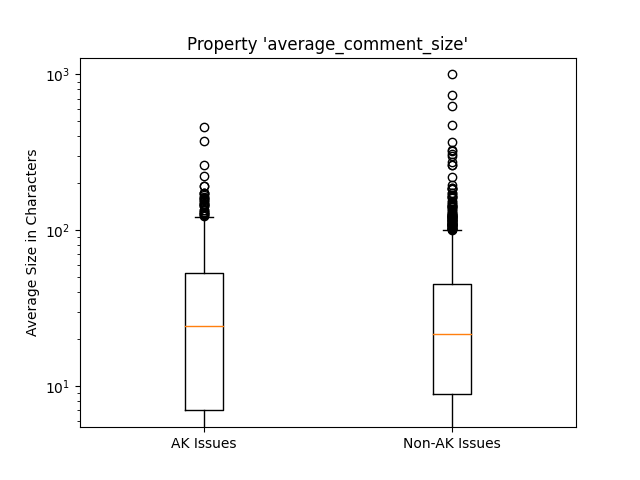 Property 'average_comment_size'
Average Size in Characters
10³
10²
10¹
AK Issues
Non-AK Issues